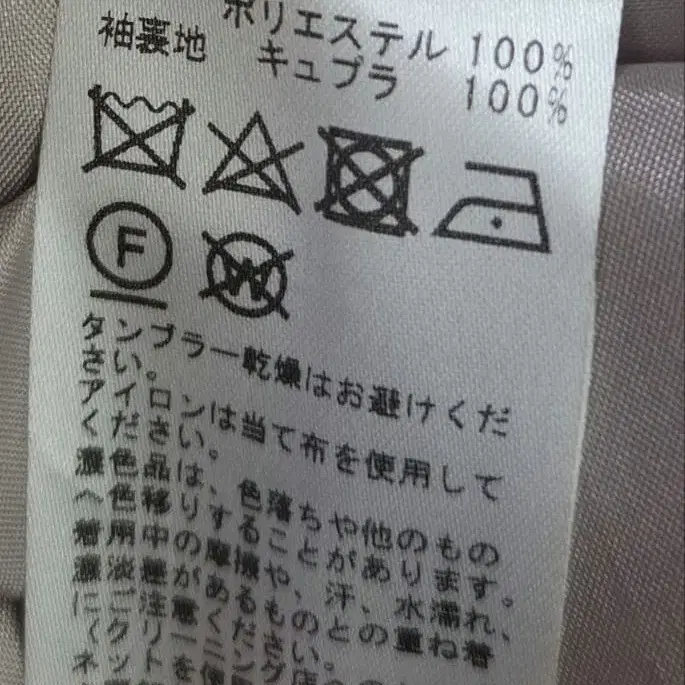 ポリエステル 100%
袖裏地 キュプラ 100%
F
W
タンブラー乾燥はお避けくだ
さい。
アイロンは当て布を使用して
ください。
濃色品は、色落ちや他のもの
へ色移りすることがあります。
着用中の摩擦や、汗、水濡れ、
濃淡 があるものとの重ね着
にご注意ください。